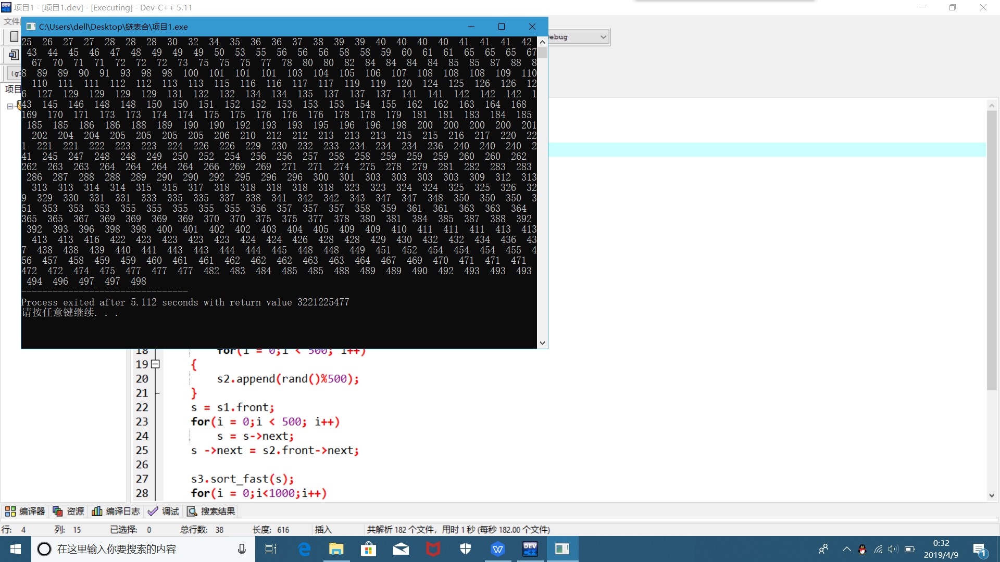 项目1 - [项目1.dev] - [Executing] - Dev-C++ 5.11
文件
C:\Users\dell\Desktop\链表合\项目1.exe
ebug
(g
项目
25 26 27 27 28 28 28 30 32 34 35 36 36 37 38 39 39 40 40 40 40 41 41 41 42
43 44 45 46 47 48 49 49 49 50 53 55 56 56 56 58 58 59 60 61 61 65 65 65 67
67 70 71 71 72 72 72 73 75 75 75 77 78 80 80 82 84 84 84 84 85 85 87 88 8
8 89 89 90 91 93 98 98 100 101 101 101 103 104 105 106 107 108 108 108 109 110
110 111 111 112 112 113 113 115 116 116 117 117 119 119 120 124 125 126 126 12
6 127 129 129 129 129 131 132 132 134 134 135 137 137 137 141 141 142 142 142 1
43 145 146 148 148 150 150 151 152 152 153 153 153 154 155 162 162 163 164 168
169 170 171 173 173 174 174 175 175 176 176 176 178 178 179 181 181 183 184 185
185 185 186 186 188 189 190 190 192 193 193 195 196 196 198 200 200 200 200 201
202 204 204 205 205 205 205 206 210 212 212 213 213 213 215 215 216 217 220 22
1 221 221 222 223 223 224 226 226 229 230 232 233 234 234 234 236 240 240 240 2
41 245 247 248 248 249 250 252 254 256 256 257 258 258 259 259 259 260 260 262
262 263 263 264 264 264 264 266 269 269 271 271 274 275 278 279 281 282 283 283
286 287 288 288 289 290 290 292 295 296 296 300 301 303 303 303 303 309 312 313
313 313 314 314 315 315 317 318 318 318 318 318 323 323 324 324 325 325 326 32
9 329 330 331 331 333 335 335 337 338 341 342 342 343 347 347 348 350 350 350 3
51 353 353 353 355 355 355 355 355 356 357 357 357 358 359 361 361 363 363 364
365 365 367 369 369 369 369 370 370 375 375 377 378 380 381 384 385 387 388 392
392 393 396 398 398 400 401 402 402 403 404 405 409 409 410 411 411 411 413 413
413 413 416 422 423 423 423 423 424 424 426 428 428 429 430 432 432 434 436 43
7 438 438 439 440 441 443 443 444 444 445 448 448 449 451 452 454 454 454 455 4
56 457 458 459 459 460 461 461 462 462 462 463 463 464 467 469 470 471 471 471
472 472 474 475 477 477 477 482 483 484 485 485 488 489 489 490 492 493 493 493
494 496 497 497 498
--------------------------------
Process exited after 5.112 seconds with return value 3221225477
请按任意键继续. . .
18 for(i = 0;i < 500; i++)
19 {
20 s2.append(rand()%500);
21 }
22 s = s1.front;
23 for(i = 0;i < 500; i++)
24 s = s->next;
25 s ->next = s2.front->next;
26
27 s3.sort_fast(s);
28 for(i = 0;i<1000;i++)
编译器 资源 编译日志 调试 搜索结果
行: 4 列: 15 已选择: 0 总行数: 38 长度: 616 插入 共解析 182 个文件，用时 1 秒 (每秒 182.00 个文件)
在这里输入你要搜索的内容
DEV
0:32
2019/4/9
1